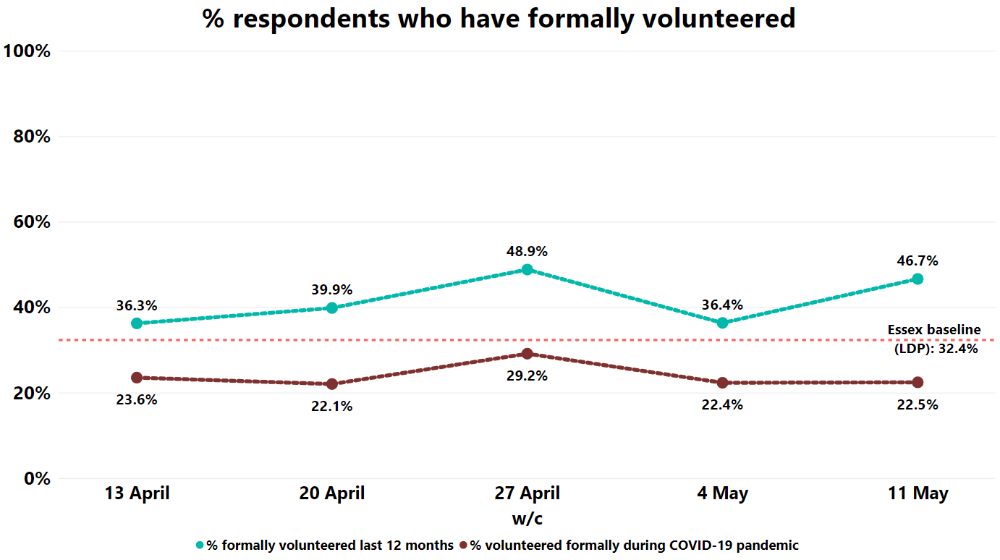 % respondents who have formally volunteered
100%
80%
60%
40%
20%
0%
48.9%
46.7%
39.9%
36.3%
36.4%
Essex baseline
(LDP): 32.4%
29.2%
23.6%
22.1%
22.4%
22.5%
13 April
20 April
27 April
4 May
11 May
w/c
% formally volunteered last 12 months
% volunteered formally during COVID-19 pandemic